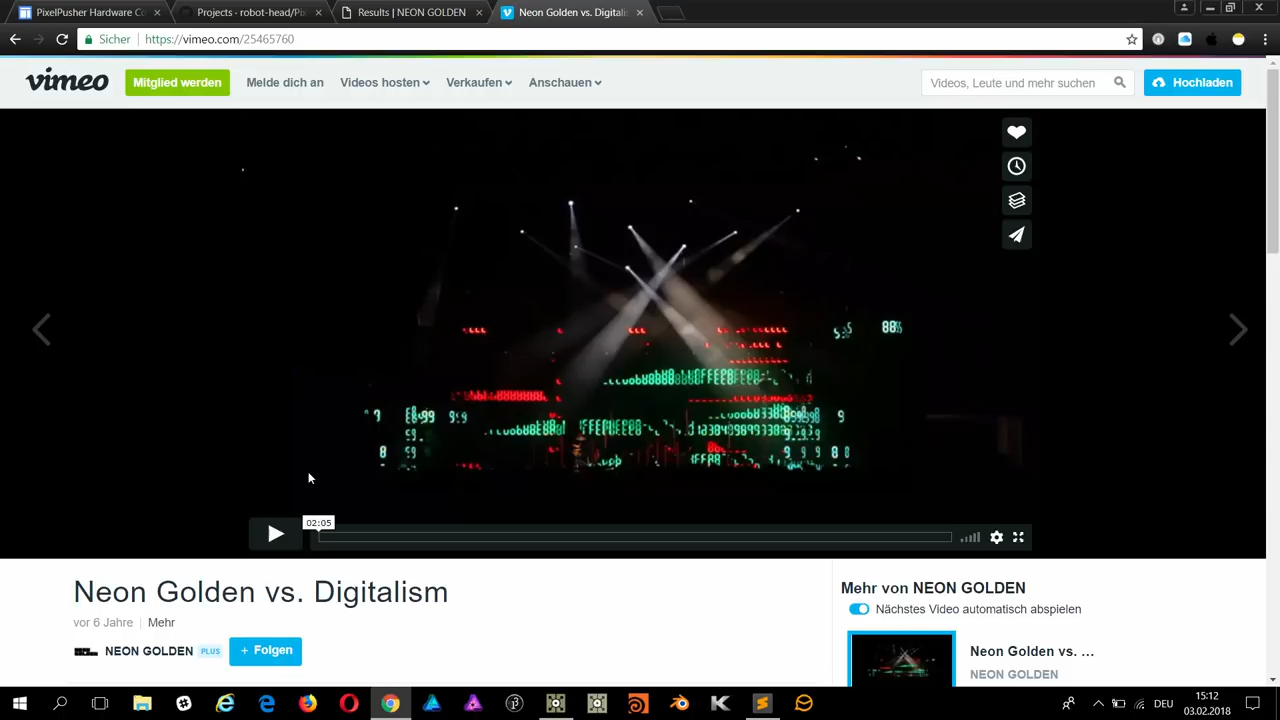 PixelPusher Hardware Co
Projects · robot-head/Pix
Results | NEON GOLDEN
Neon Golden vs. Digitalis
Sicher
https://vimeo.com/25465760
vimeo
Mitglied werden
Melde dich an
Videos hosten
Verkaufen
Anschauen
Videos, Leute und mehr suchen
Hochladen
88%
02:05
Neon Golden vs. Digitalism
vor 6 Jahre
Mehr
NEON GOLDEN
PLUS
+ Folgen
Mehr von NEON GOLDEN
Nächstes Video automatisch abspielen
Neon Golden vs. ...
NEON GOLDEN
DEU
15:12
03.02.2018